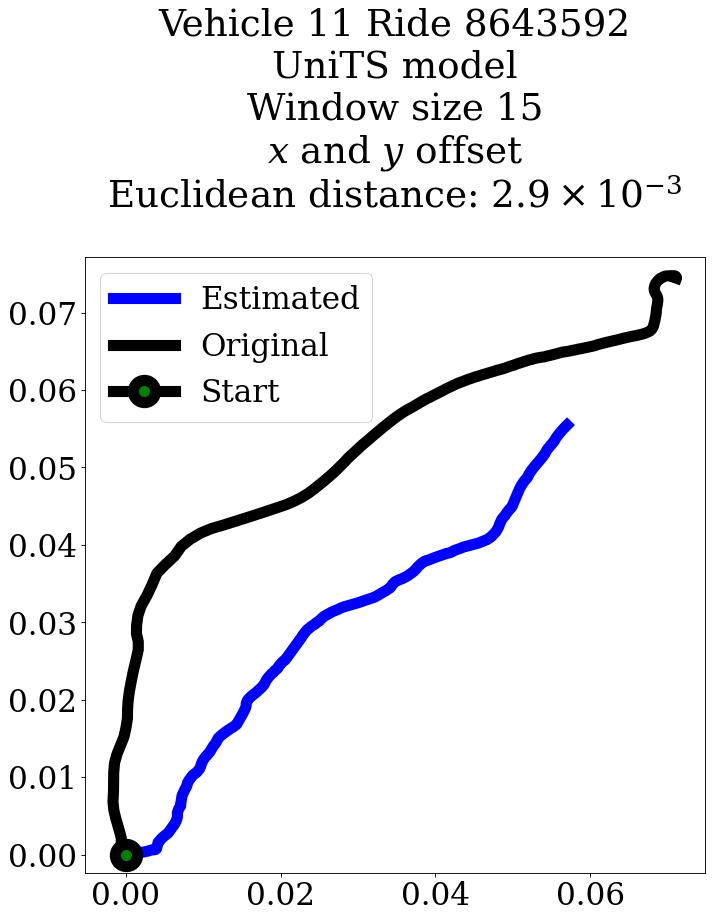 Vehicle 11 Ride 8643592
UniTS model
Window size 15
x and y offset
Euclidean distance: 2.9 × 10⁻³
Estimated
Original
Start
0.07
0.06
0.05
0.04
0.03
0.02
0.01
0.00
0.00 0.02 0.04 0.06